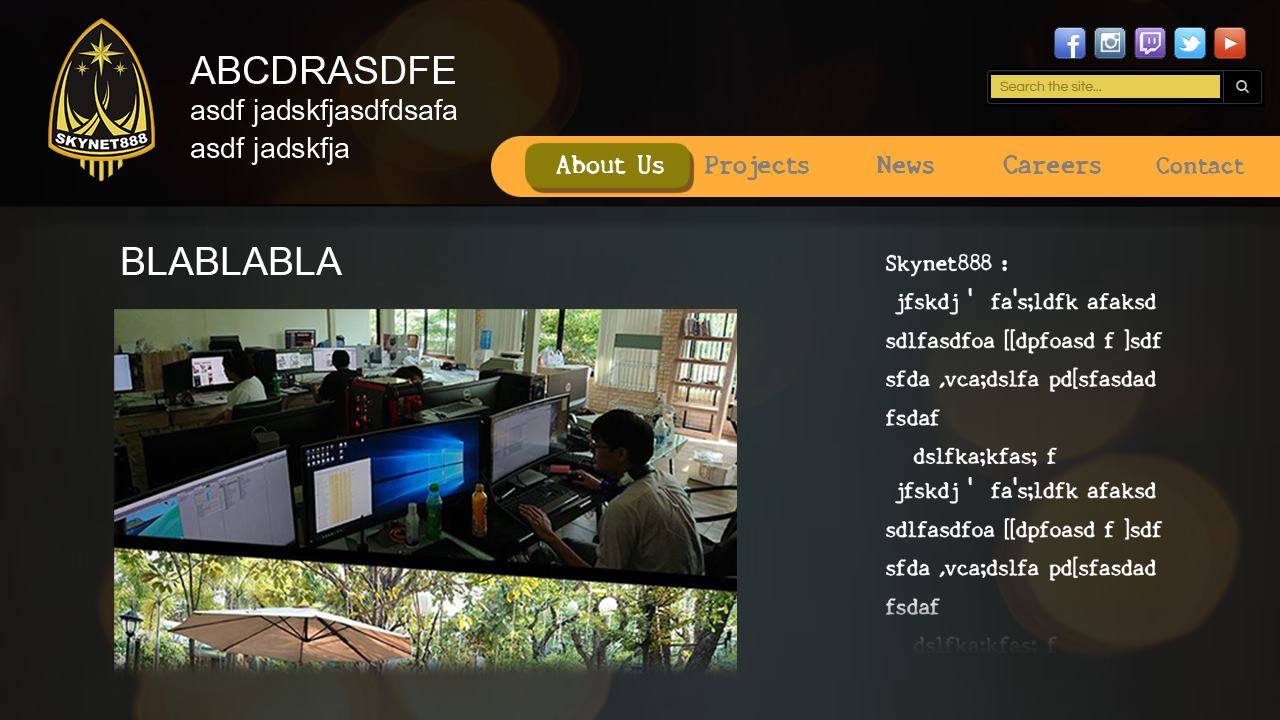 SKYNET888
ABCDRASDFE
asdf jadskfjasdfdsafa
asdf jadskfja
Search the site...
About Us
Projects
News
Careers
Contact
BLABLABLA
Skynet888 :
jfskdj ' fa's;ldfk afaksd
sdlfasdfoa [[dpfoasd f ]sdf
sfda ,vca;dslfa pd[sfasdad
fsdaf
dslfka;kfas; f
jfskdj ' fa's;ldfk afaksd
sdlfasdfoa [[dpfoasd f ]sdf
sfda ,vca;dslfa pd[sfasdad
fsdaf
dslfka;kfas; f